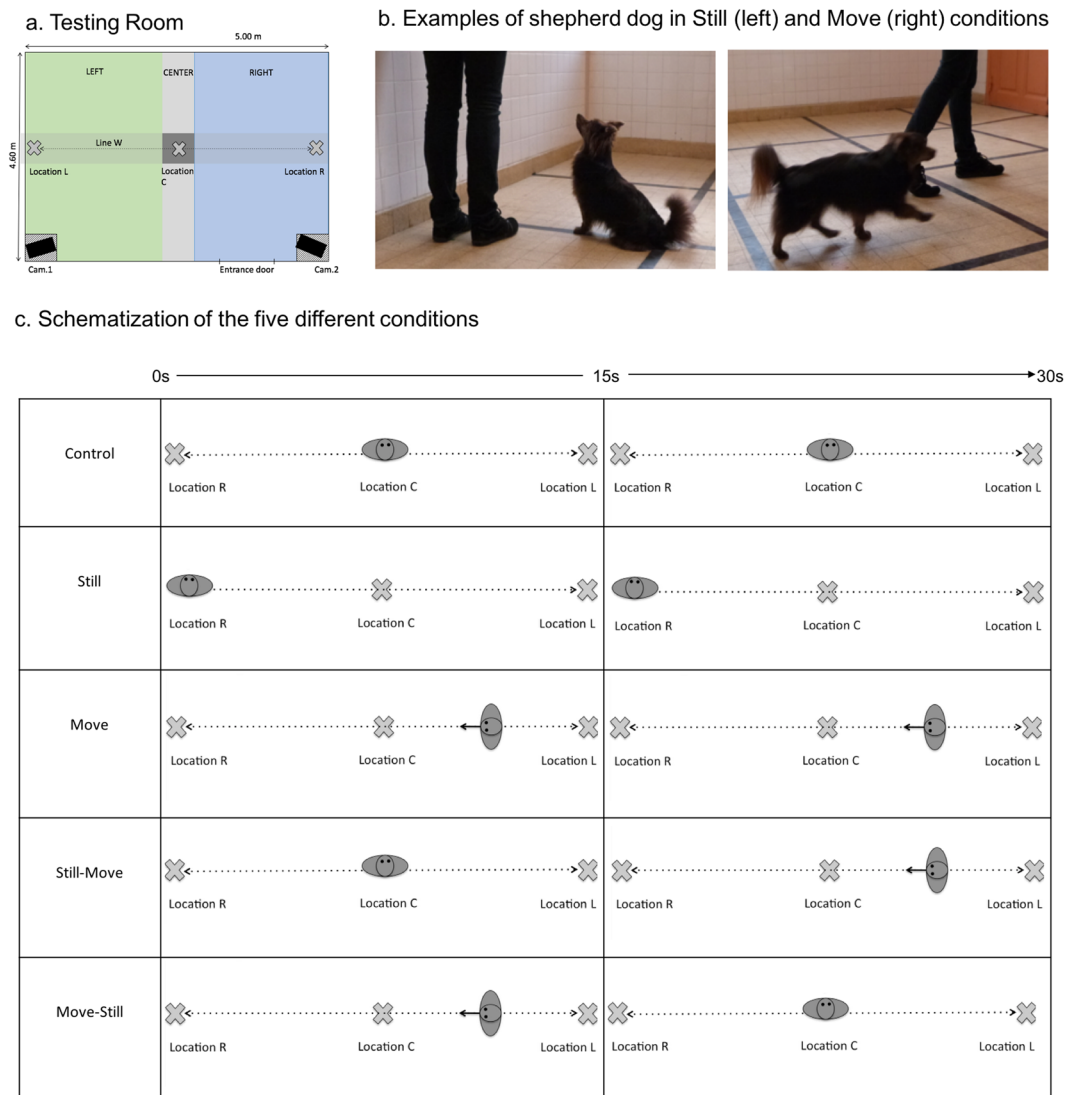 a. Testing Room
b. Examples of shepherd dog in Still (left) and Move (right) conditions
5.00 m
LEFT
CENTER
RIGHT
4.60 m
Line W
Location L
Location
C
Location R
Cam.1
Entrance door
Cam.2
c. Schematization of the five different conditions
0s
15s
30s
Control
Location R
Location C
Location L
Location R
Location C
Location L
Still
Location R
Location C
Location L
Location R
Location C
Location L
Move
Location R
Location C
Location L
Location R
Location C
Location L
Still-Move
Location R
Location C
Location L
Location R
Location C
Location L
Move-Still
Location R
Location C
Location L
Location R
Location C
Location L